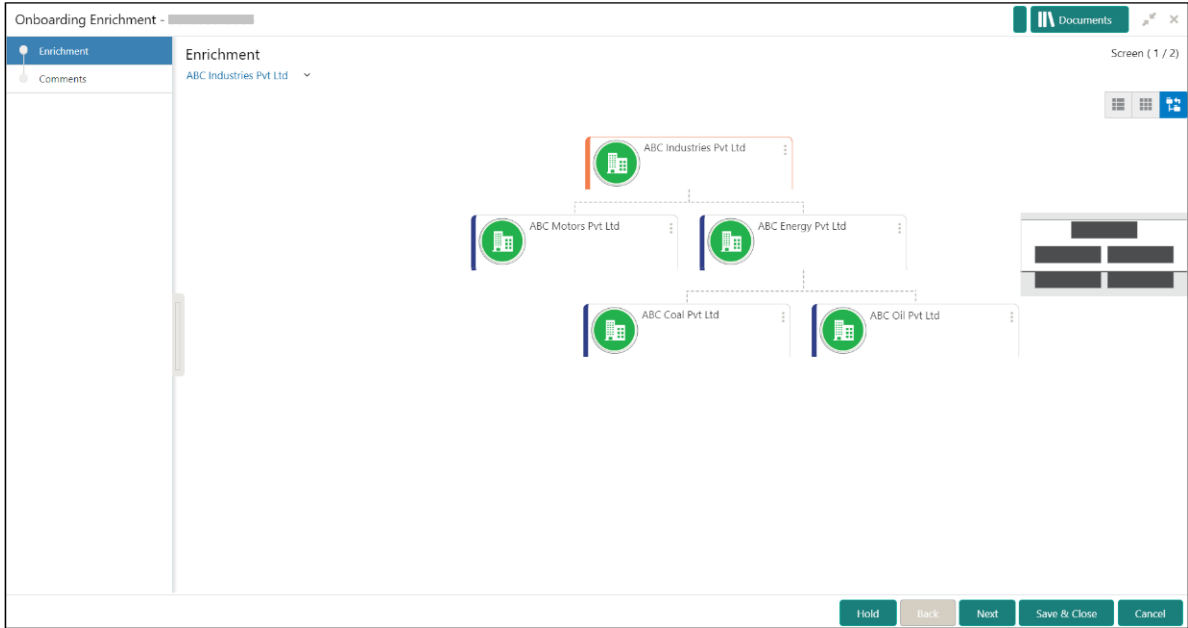 Onboarding Enrichment -
Documents
Enrichment
Comments
Enrichment
ABC Industries Pvt Ltd
Screen ( 1 / 2)
ABC Industries Pvt Ltd
ABC Motors Pvt Ltd
ABC Energy Pvt Ltd
ABC Coal Pvt Ltd
ABC Oil Pvt Ltd
Hold
Back
Next
Save & Close
Cancel